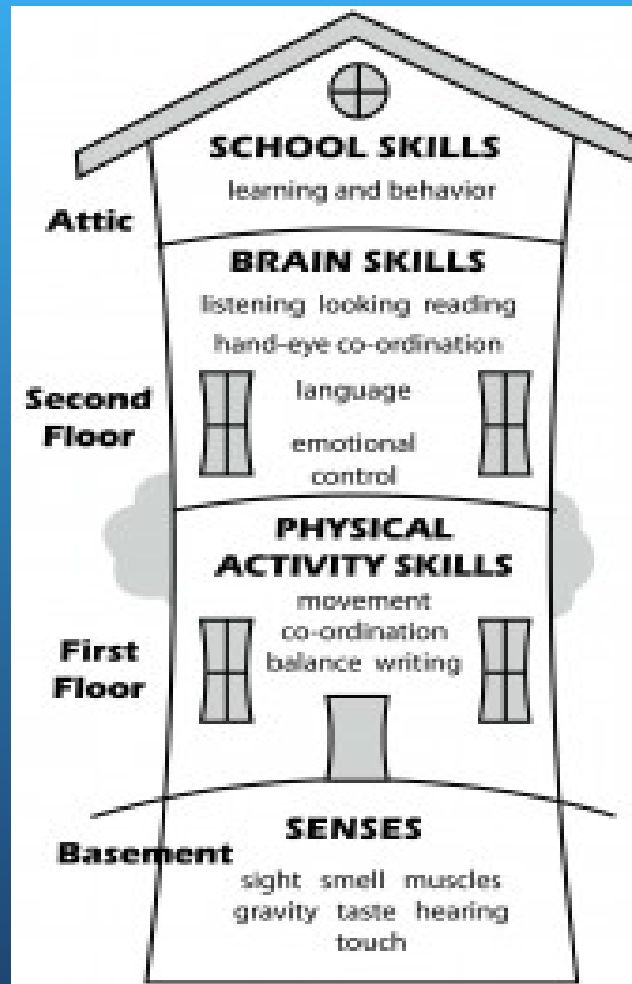 SCHOOL SKILLS
learning and behavior
Attic
BRAIN SKILLS
listening looking reading
hand-eye co-ordination
language
Second
Floor
emotional
control
PHYSICAL
ACTIVITY SKILLS
movement
co-ordination
balance writing
First
Floor
SENSES
Basement
sight smell muscles
gravity taste hearing
touch